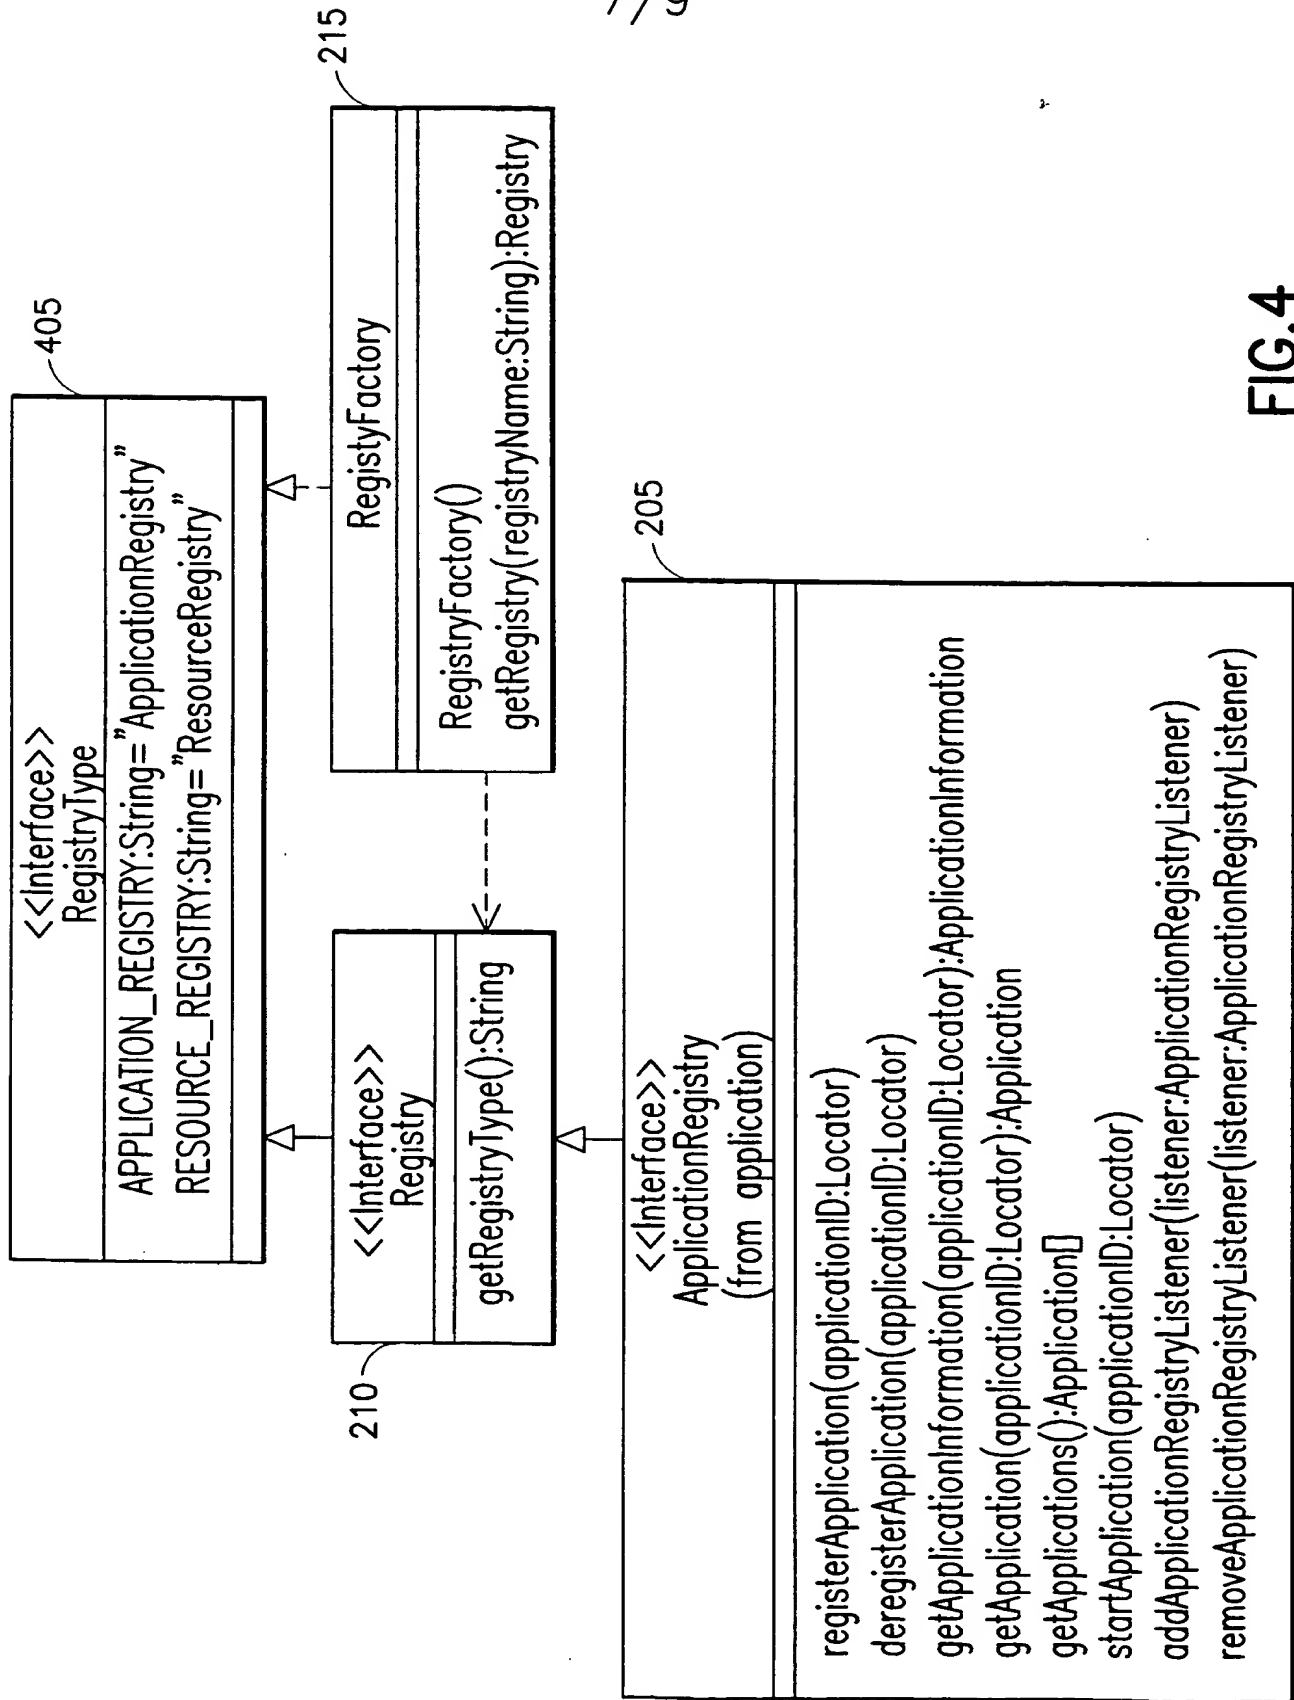 7/9
<<Interface>>
RegistryType
APPLICATION_REGISTRY:String="ApplicationRegistry"
RESOURCE_REGISTRY:String="ResourceRegistry"
405
<<Interface>>
Registry
getRegistryType():String
210
RegistyFactory
RegistryFactory()
getRegistry(registryName:String):Registry
215
<<Interface>>
ApplicationRegistry
(from application)
registerApplication(applicationID:Locator)
deregisterApplication(applicationID:Locator)
getApplicationInformation(applicationID:Locator):ApplicationInformation
getApplication(applicationID:Locator):Application
getApplications():Application[]
startApplication(applicationID:Locator)
addApplicationRegistryListener(listener:ApplicationRegistryListener)
removeApplicationRegistryListener(listener:ApplicationRegistryListener)
205
FIG.4